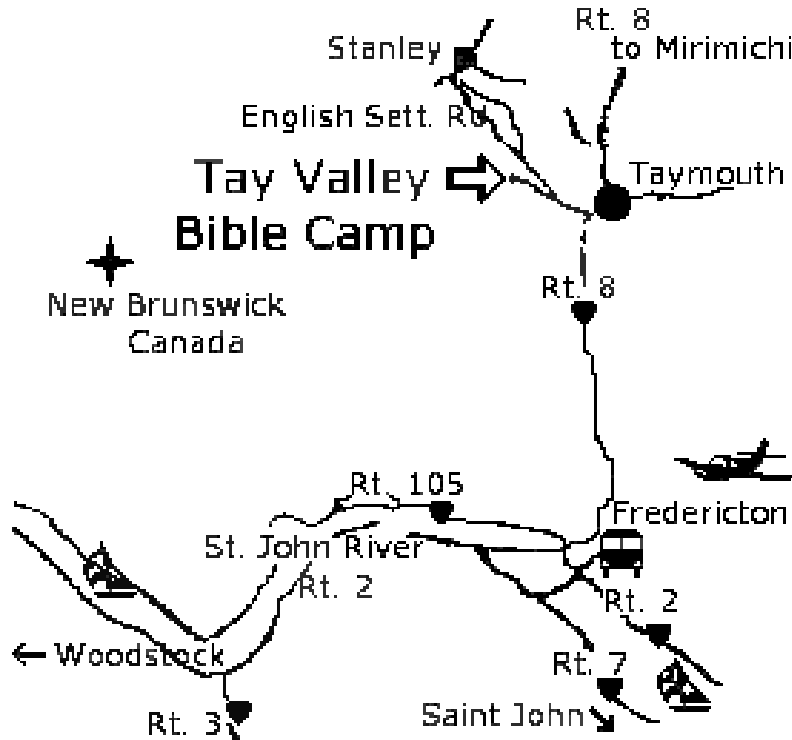 Rt. 8
to Mirimichi
Stanley
English Sett. Rd
Taymouth
Tay Valley
Bible Camp
Rt. 8
New Brunswick
Canada
Rt. 105
Fredericton
St. John River
Rt. 2
Rt. 2
Woodstock
Rt. 7
Saint John
Rt. 3